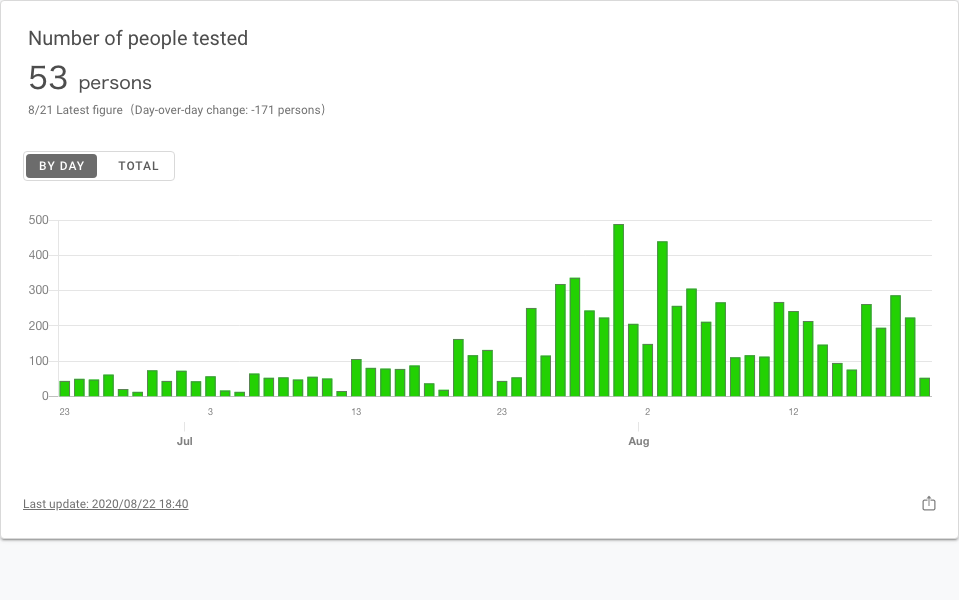 Number of people tested
53 persons
8/21 Latest figure（Day-over-day change: -171 persons）
BY DAY TOTAL
500
400
300
200
100
0
23 3 13 23 2 12
Jul Aug
Last update: 2020/08/22 18:40